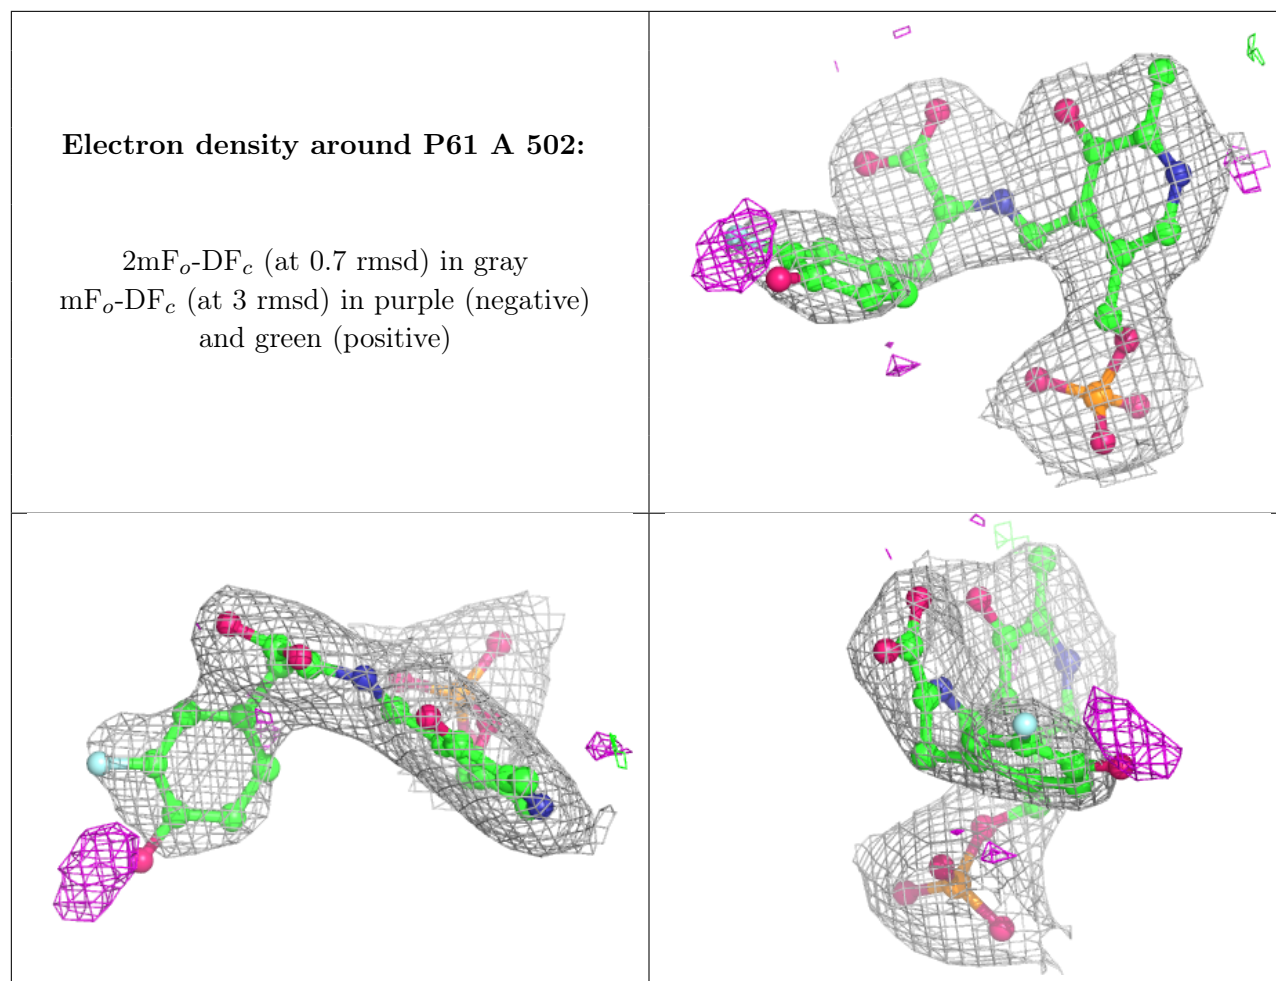 Electron density around P61 A 502:
2mFₒ-DF𝒸 (at 0.7 rmsd) in gray
mFₒ-DF𝒸 (at 3 rmsd) in purple (negative)
and green (positive)